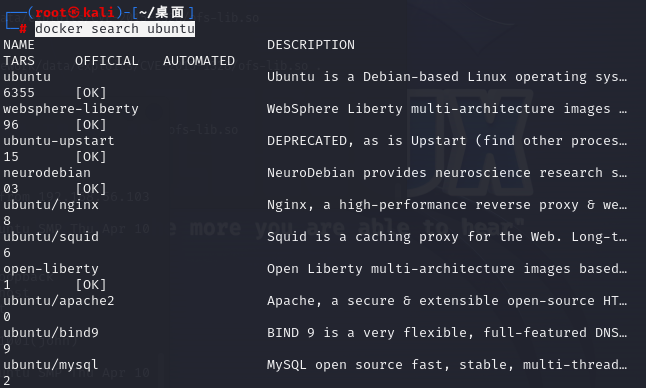 ┌──(root㉿kali)-[~/桌面]
└─# docker search ubuntu
NAME DESCRIPTION
TARS OFFICIAL AUTOMATED
ubuntu Ubuntu is a Debian-based Linux operating sys…
6355 [OK]
websphere-liberty WebSphere Liberty multi-architecture images …
96 [OK]
ubuntu-upstart DEPRECATED, as is Upstart (find other proces…
15 [OK]
neurodebian NeuroDebian provides neuroscience research s…
03 [OK]
ubuntu/nginx Nginx, a high-performance reverse proxy & we…
8
ubuntu/squid Squid is a caching proxy for the Web. Long-t…
6
open-liberty Open Liberty multi-architecture images based…
1 [OK]
ubuntu/apache2 Apache, a secure & extensible open-source HT…
0
ubuntu/bind9 BIND 9 is a very flexible, full-featured DNS…
9
ubuntu/mysql MySQL open source fast, stable, multi-thread…
2